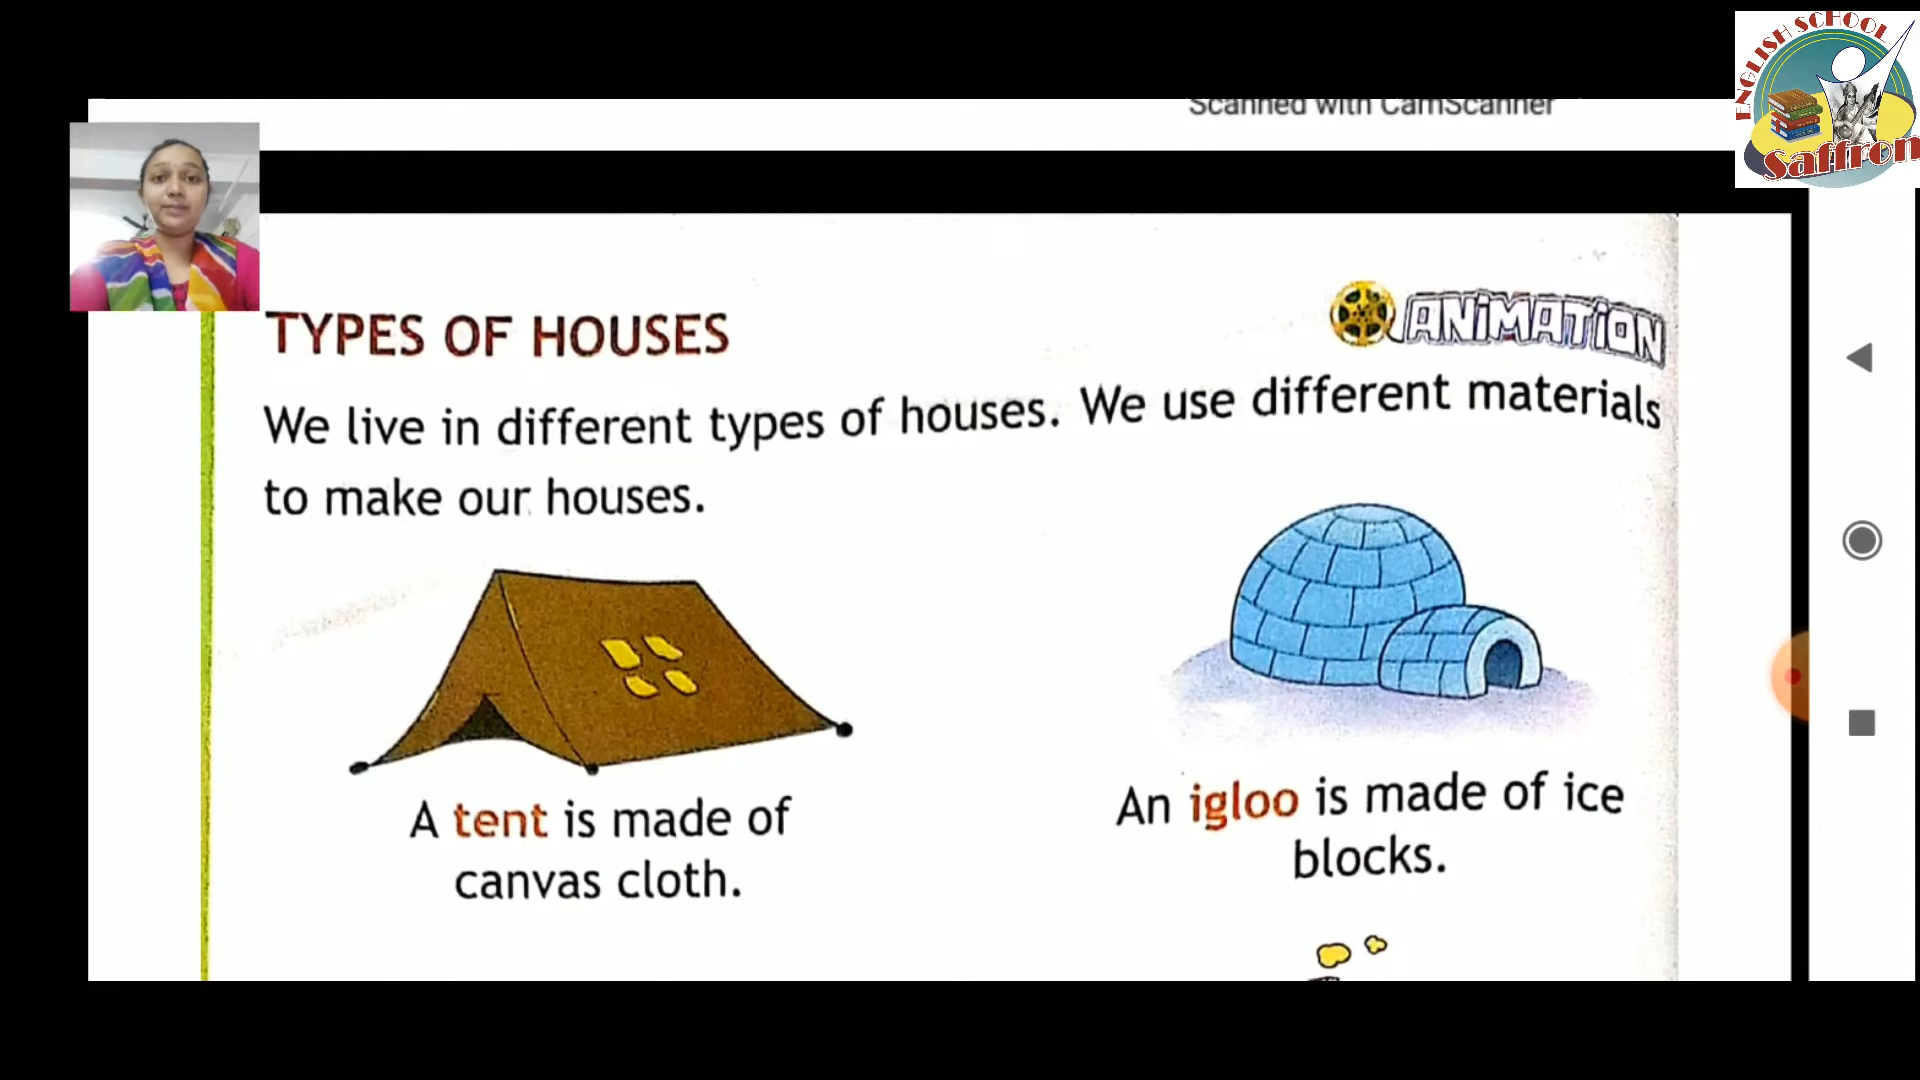 Scanned with CamScanner
ENGLISH SCHOOL
Saffron
TYPES OF HOUSES
ANiMATiON
We live in different types of houses. We use different materials
to make our houses.
A tent is made of
canvas cloth.
An igloo is made of ice
blocks.